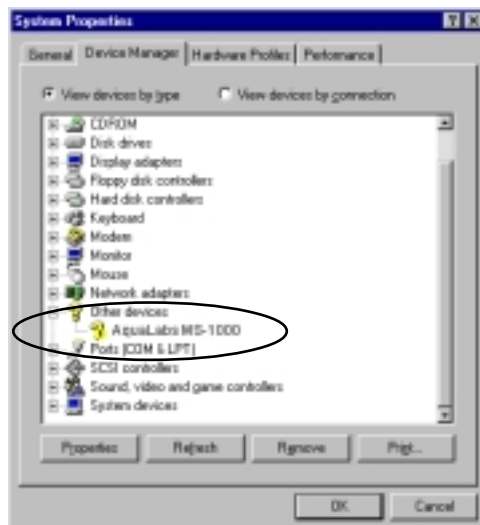 System Properties
General Device Manager Hardware Profiles Performance
View devices by type View devices by connection
CDROM
Disk drives
Display adapters
Floppy disk controllers
Hard disk controllers
Keyboard
Modem
Monitor
Mouse
Network adapters
Other devices
AquaLabs MS-1000
Ports (COM & LPT)
SCSI controllers
Sound, video and game controllers
System devices
Properties Refresh Remove Print...
OK Cancel